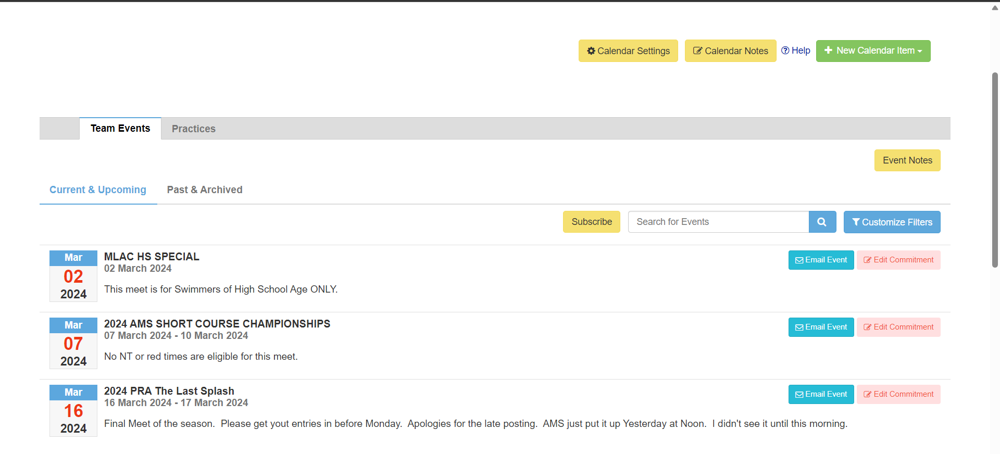 Calendar Settings Calendar Notes Help New Calendar Item
Team Events Practices
Event Notes
Current & Upcoming Past & Archived
Subscribe Search for Events Customize Filters
Mar
02
2024
MLAC HS SPECIAL
02 March 2024
This meet is for Swimmers of High School Age ONLY.
Email Event Edit Commitment
Mar
07
2024
2024 AMS SHORT COURSE CHAMPIONSHIPS
07 March 2024 - 10 March 2024
No NT or red times are eligible for this meet.
Email Event Edit Commitment
Mar
16
2024
2024 PRA The Last Splash
16 March 2024 - 17 March 2024
Final Meet of the season.  Please get yout entries in before Monday.  Apologies for the late posting.  AMS just put it up Yesterday at Noon.  I didn't see it until this morning.
Email Event Edit Commitment